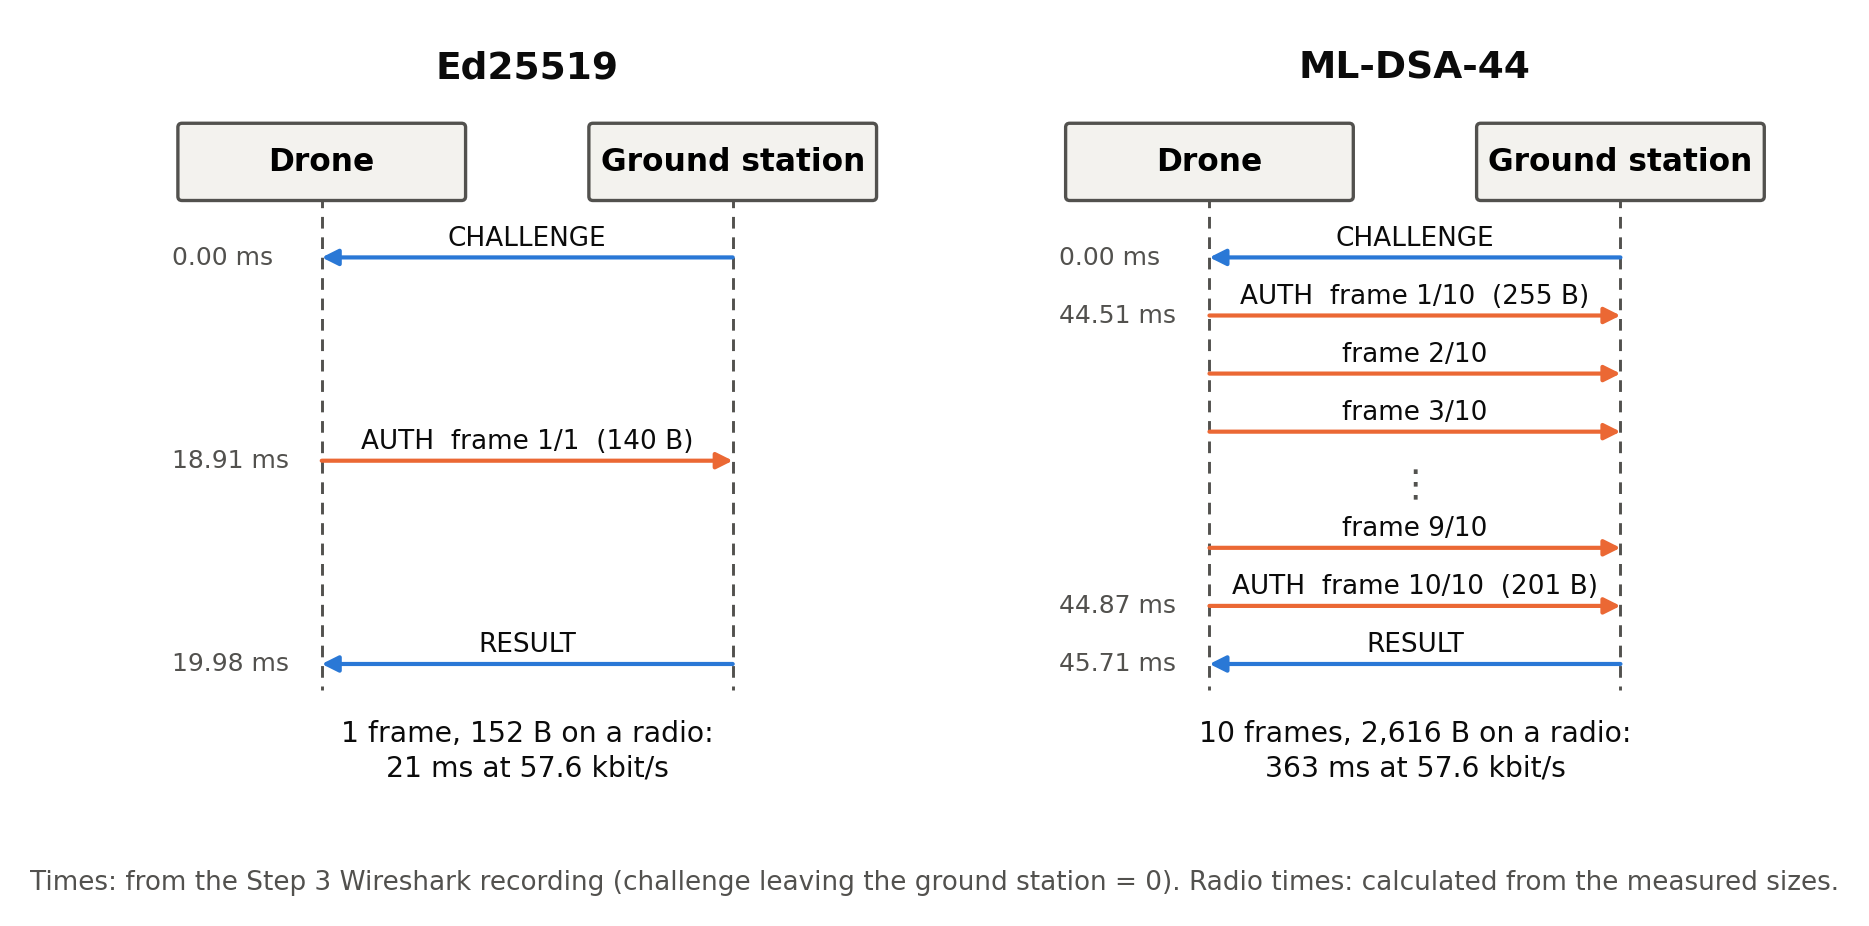 Ed25519
Drone
Ground station
CHALLENGE
0.00 ms
AUTH  frame 1/1  (140 B)
18.91 ms
RESULT
19.98 ms
1 frame, 152 B on a radio:
21 ms at 57.6 kbit/s
ML-DSA-44
Drone
Ground station
CHALLENGE
0.00 ms
AUTH  frame 1/10  (255 B)
44.51 ms
frame 2/10
frame 3/10
⋮
frame 9/10
AUTH  frame 10/10  (201 B)
44.87 ms
RESULT
45.71 ms
10 frames, 2,616 B on a radio:
363 ms at 57.6 kbit/s
Times: from the Step 3 Wireshark recording (challenge leaving the ground station = 0). Radio times: calculated from the measured sizes.